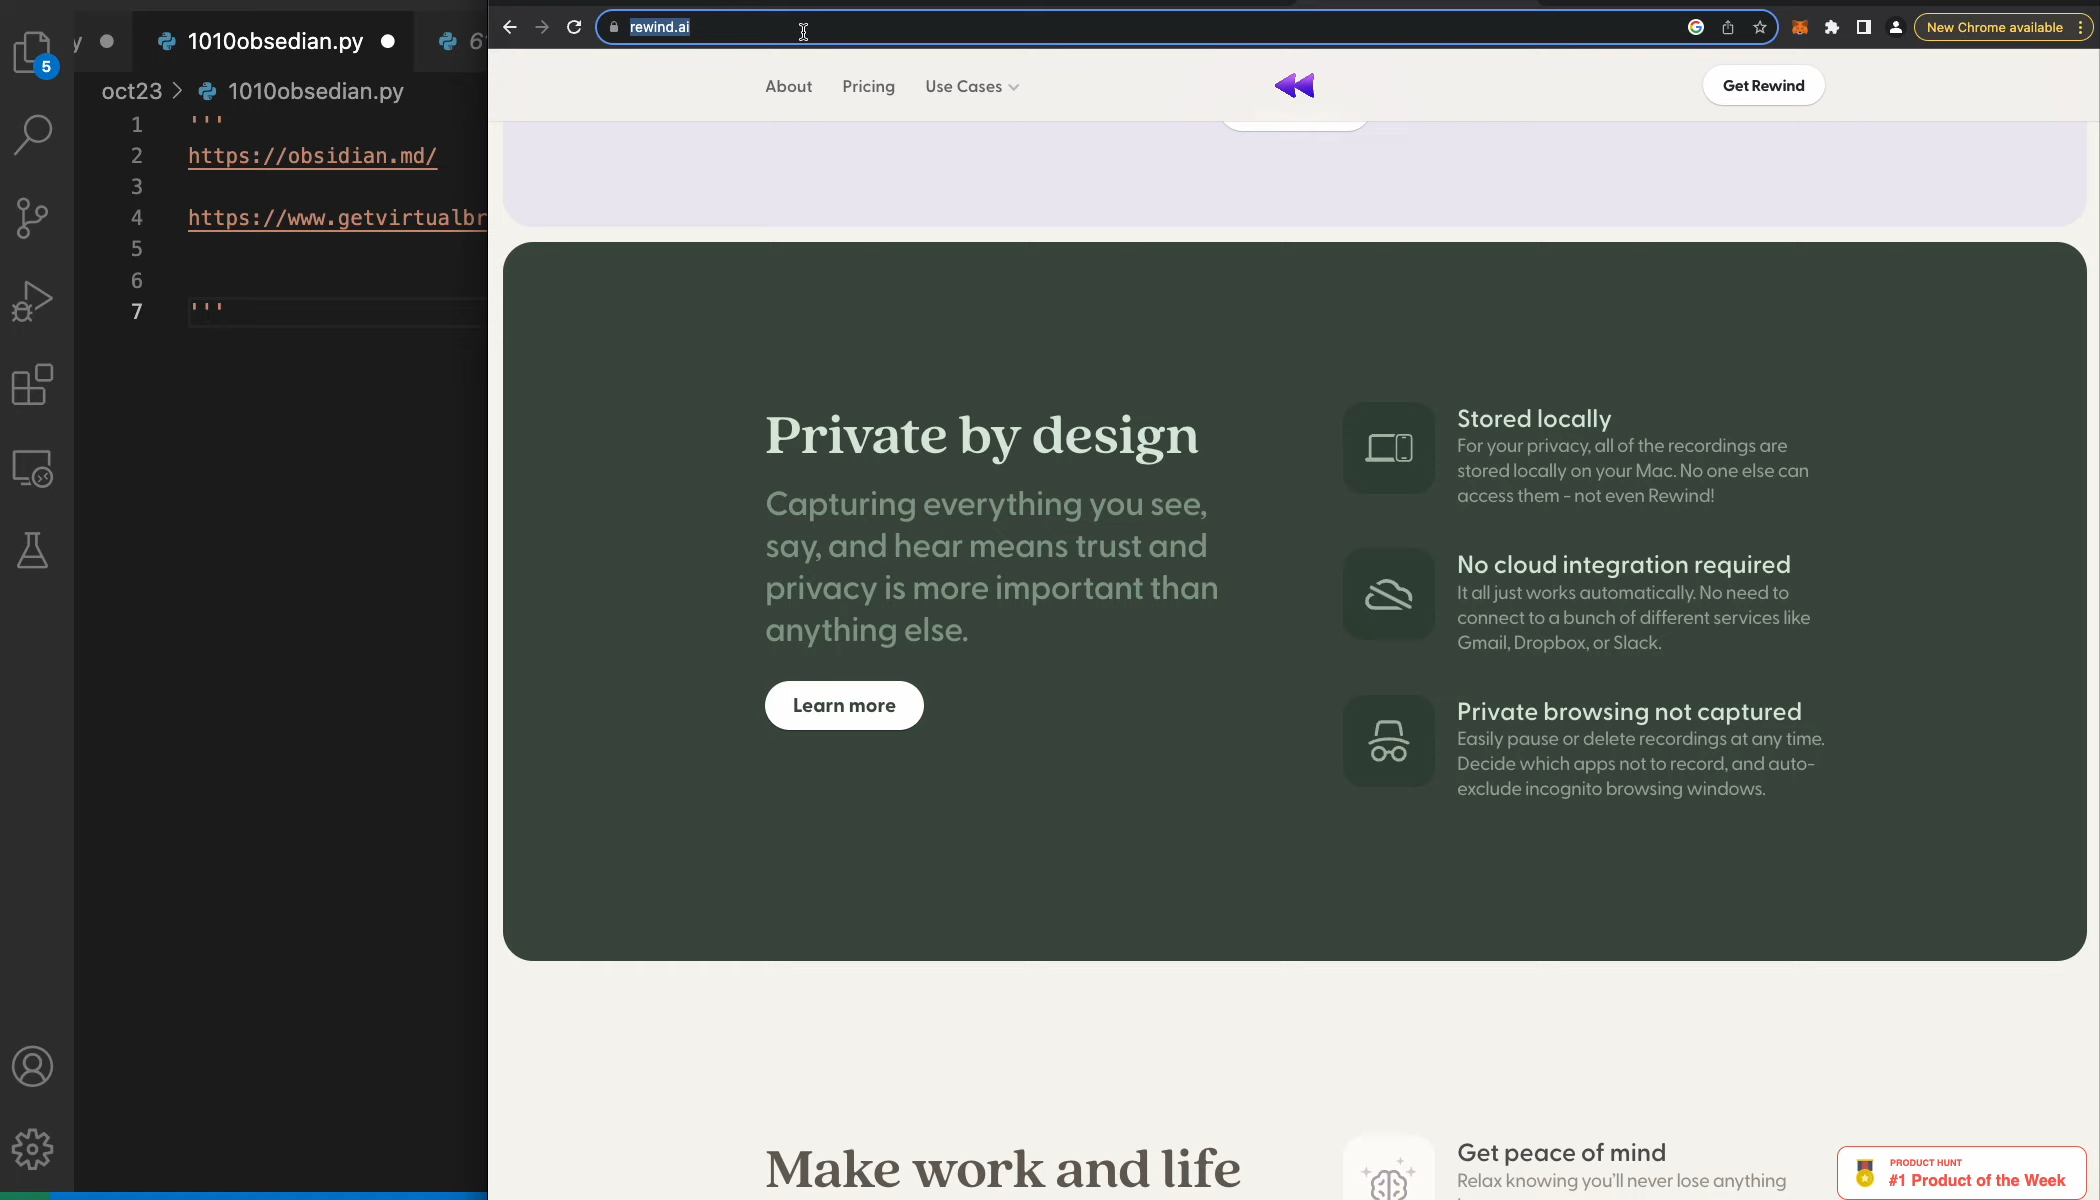 5
y
1010obsedian.py
6
oct23 > 1010obsedian.py
1 '''
2 https://obsidian.md/
3
4 https://www.getvirtualbr
5
6
7 '''
rewind.ai
New Chrome available
About
Pricing
Use Cases
Get Rewind
Private by design
Capturing everything you see,
say, and hear means trust and
privacy is more important than
anything else.
Learn more
Stored locally
For your privacy, all of the recordings are
stored locally on your Mac. No one else can
access them - not even Rewind!
No cloud integration required
It all just works automatically. No need to
connect to a bunch of different services like
Gmail, Dropbox, or Slack.
Private browsing not captured
Easily pause or delete recordings at any time.
Decide which apps not to record, and auto-
exclude incognito browsing windows.
Make work and life
Get peace of mind
Relax knowing you'll never lose anything
PRODUCT HUNT
#1 Product of the Week